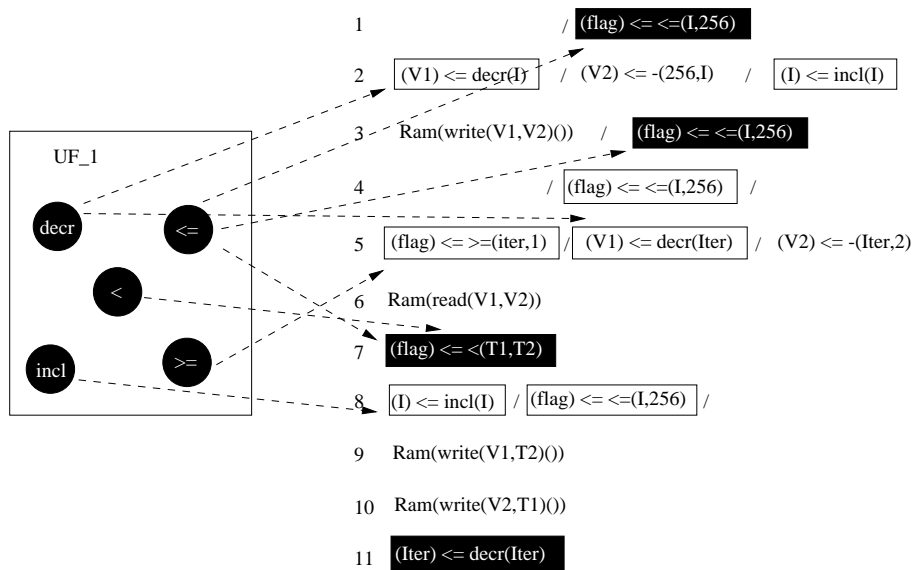 1 / (flag) <= <=(I,256)
2 (V1) <= decr(I) / (V2) <= -(256,I) / (I) <= incl(I)
3 Ram(write(V1,V2)()) / (flag) <= <=(I,256)
UF_1
4 / (flag) <= <=(I,256) /
decr <=
5 (flag) <= >=(iter,1) / (V1) <= decr(Iter) / (V2) <= -(Iter,2)
<
6 Ram(read(V1,V2))
7 (flag) <= <(T1,T2)
incl >=
8 (I) <= incl(I) / (flag) <= <=(I,256) /
9 Ram(write(V1,T2)())
10 Ram(write(V2,T1)())
11 (Iter) <= decr(Iter)